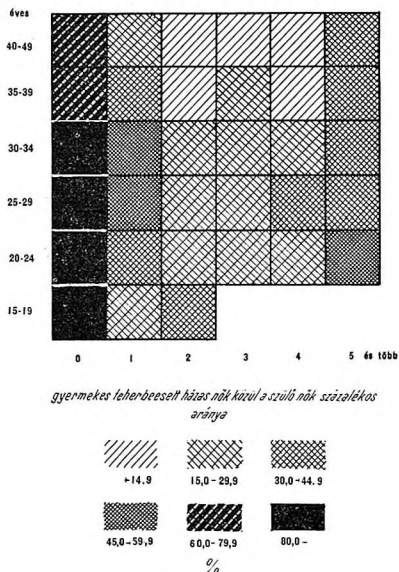 éves
40-49
35-39
30-34
25-29
20-24
15-19
0 1 2 3 4 5 és több
gyermekes teherbeesett házas nők közül a szülő nők százalékos
aránya
-14.9 15,0-29,9 30,0-44.9
45,0-59,9 60,0-79,9 80,0-
%